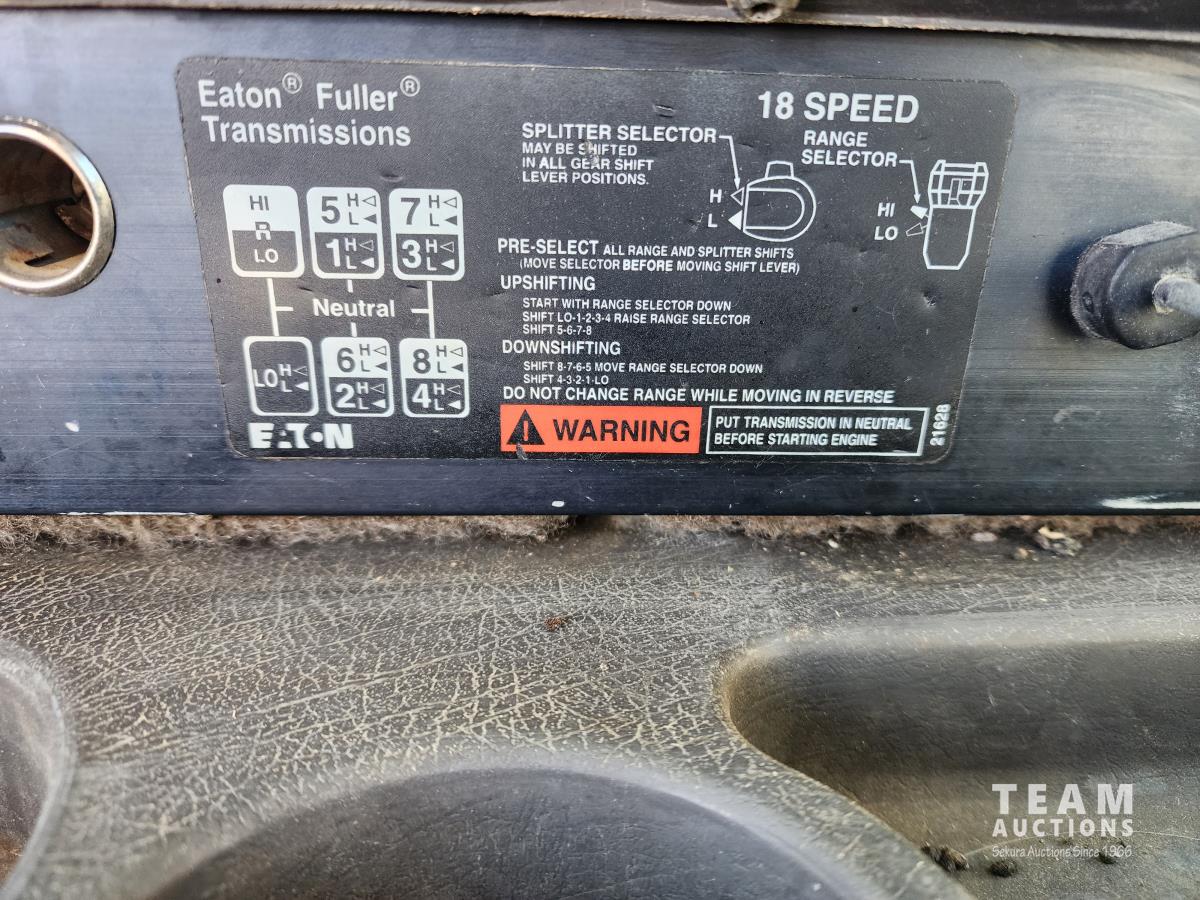 Eaton® Fuller®
Transmissions
18 SPEED
SPLITTER SELECTOR
MAY BE SHIFTED
IN ALL GEAR SHIFT
LEVER POSITIONS.
H
L
RANGE
SELECTOR
HI
LO
HI
R
LO
5 H L
1 H L
7 H L
3 H L
Neutral
LO H L
6 H L
2 H L
8 H L
4 H L
PRE-SELECT ALL RANGE AND SPLITTER SHIFTS
(MOVE SELECTOR BEFORE MOVING SHIFT LEVER)
UPSHIFTING
START WITH RANGE SELECTOR DOWN
SHIFT LO-1-2-3-4 RAISE RANGE SELECTOR
SHIFT 5-6-7-8
DOWNSHIFTING
SHIFT 8-7-6-5 MOVE RANGE SELECTOR DOWN
SHIFT 4-3-2-1-LO
DO NOT CHANGE RANGE WHILE MOVING IN REVERSE
EATON
WARNING
PUT TRANSMISSION IN NEUTRAL
BEFORE STARTING ENGINE
21628
TEAM
AUCTIONS
Sekura Auctions Since 1966